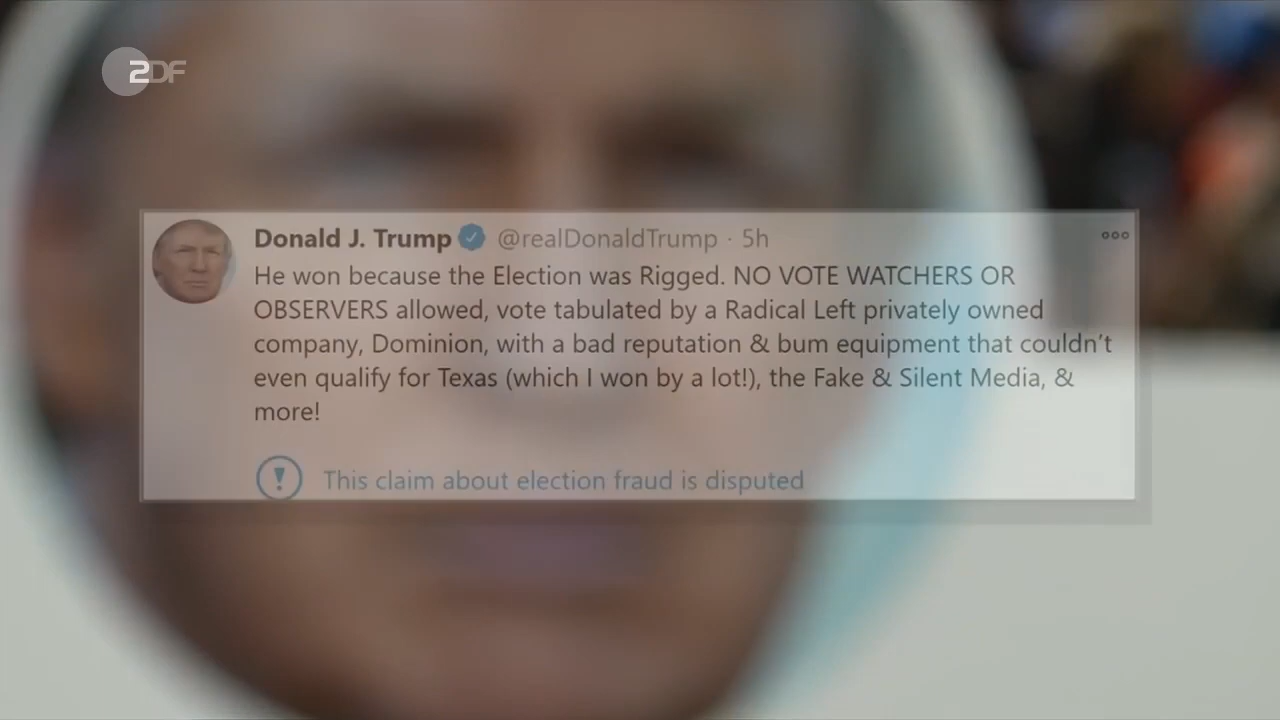 ZDF
Donald J. Trump @realDonaldTrump · 5h
He won because the Election was Rigged. NO VOTE WATCHERS OR
OBSERVERS allowed, vote tabulated by a Radical Left privately owned
company, Dominion, with a bad reputation & bum equipment that couldn't
even qualify for Texas (which I won by a lot!), the Fake & Silent Media, &
more!
This claim about election fraud is disputed